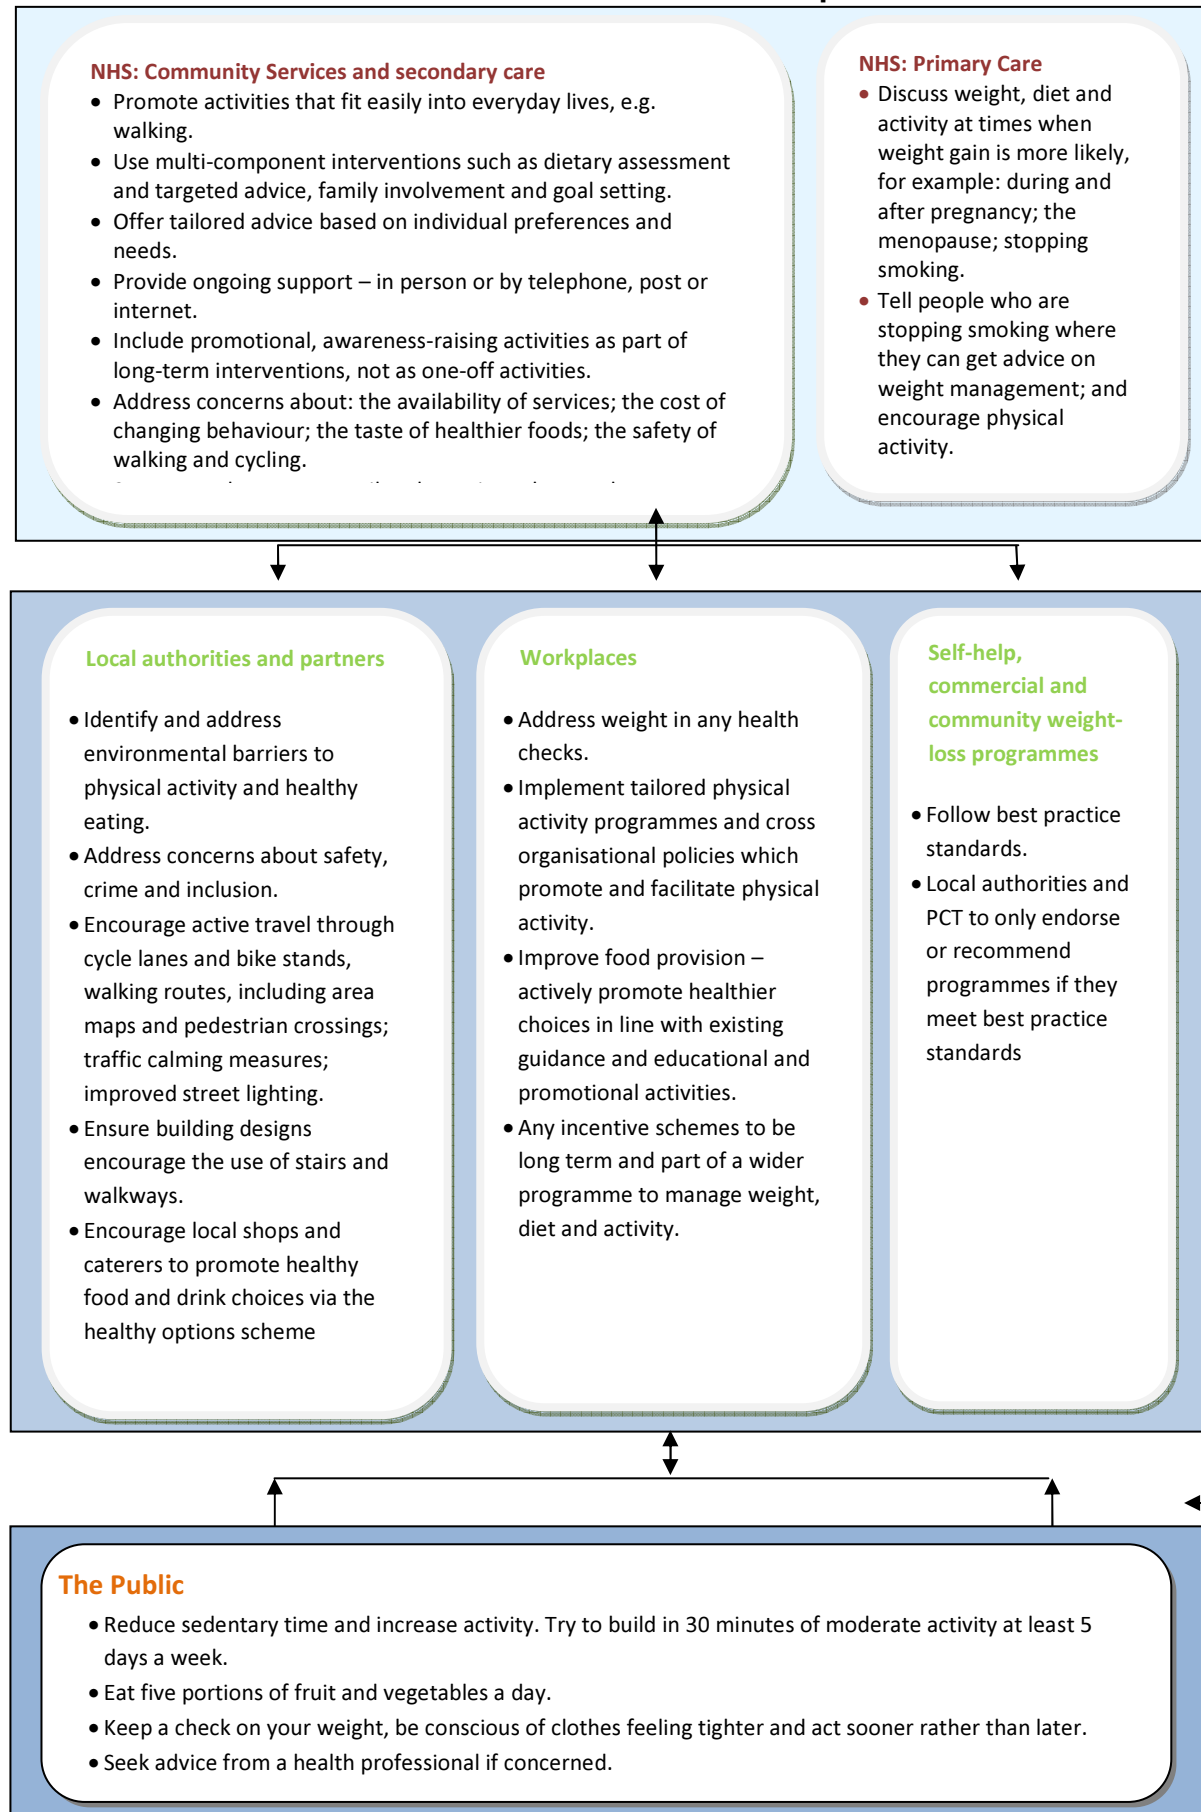 NHS: Community Services and secondary care
• Promote activities that fit easily into everyday lives, e.g.
walking.
• Use multi-component interventions such as dietary assessment
and targeted advice, family involvement and goal setting.
• Offer tailored advice based on individual preferences and
needs.
• Provide ongoing support – in person or by telephone, post or
internet.
• Include promotional, awareness-raising activities as part of
long-term interventions, not as one-off activities.
• Address concerns about: the availability of services; the cost of
changing behaviour; the taste of healthier foods; the safety of
walking and cycling.
NHS: Primary Care
• Discuss weight, diet and
activity at times when
weight gain is more likely,
for example: during and
after pregnancy; the
menopause; stopping
smoking.
• Tell people who are
stopping smoking where
they can get advice on
weight management; and
encourage physical
activity.
Local authorities and partners
• Identify and address
environmental barriers to
physical activity and healthy
eating.
• Address concerns about safety,
crime and inclusion.
• Encourage active travel through
cycle lanes and bike stands,
walking routes, including area
maps and pedestrian crossings;
traffic calming measures;
improved street lighting.
• Ensure building designs
encourage the use of stairs and
walkways.
• Encourage local shops and
caterers to promote healthy
food and drink choices via the
healthy options scheme
Workplaces
• Address weight in any health
checks.
• Implement tailored physical
activity programmes and cross
organisational policies which
promote and facilitate physical
activity.
• Improve food provision –
actively promote healthier
choices in line with existing
guidance and educational and
promotional activities.
• Any incentive schemes to be
long term and part of a wider
programme to manage weight,
diet and activity.
Self-help,
commercial and
community weight-
loss programmes
• Follow best practice
standards.
• Local authorities and
PCT to only endorse
or recommend
programmes if they
meet best practice
standards
The Public
• Reduce sedentary time and increase activity. Try to build in 30 minutes of moderate activity at least 5
days a week.
• Eat five portions of fruit and vegetables a day.
• Keep a check on your weight, be conscious of clothes feeling tighter and act sooner rather than later.
• Seek advice from a health professional if concerned.